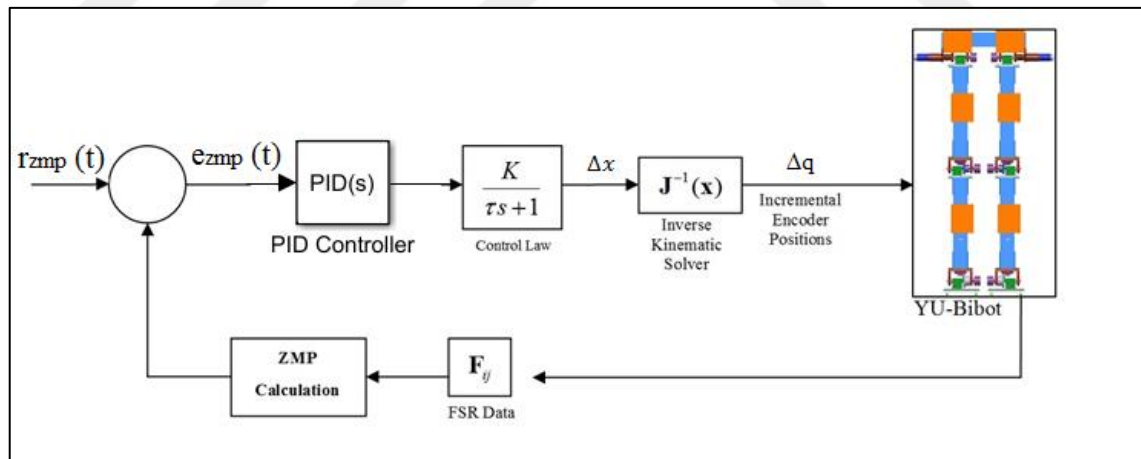 rzmp (t)
ezmp (t)
PID(s)
PID Controller
K
τs+1
Control Law
Δx
J⁻¹(x)
Inverse
Kinematic
Solver
Δq
Incremental
Encoder
Positions
YU-Bibot
ZMP
Calculation
Fij
FSR Data